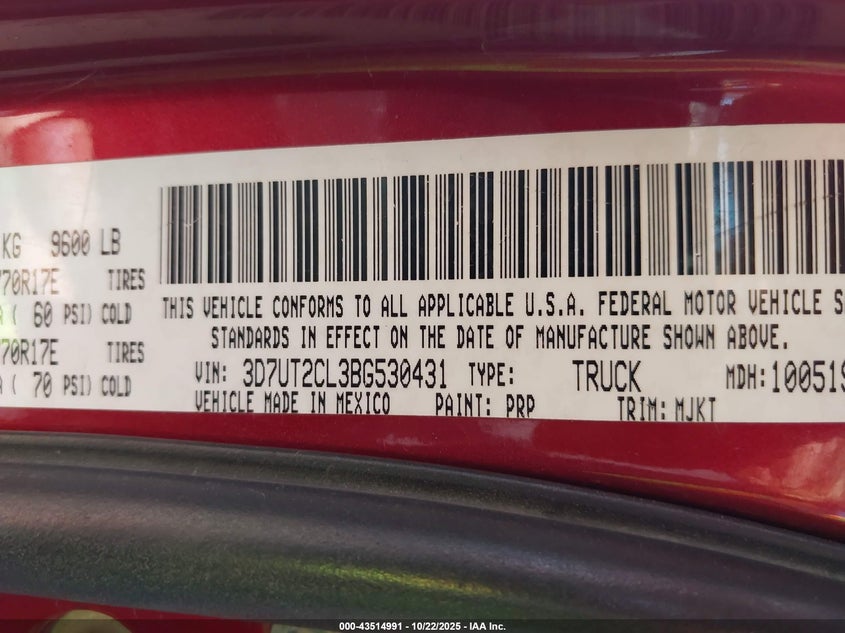 KG 9600 LB
70R17E TIRES
( 60 PSI) COLD
70R17E TIRES
( 70 PSI) COLD
THIS VEHICLE CONFORMS TO ALL APPLICABLE U.S.A. FEDERAL MOTOR VEHICLE S
STANDARDS IN EFFECT ON THE DATE OF MANUFACTURE SHOWN ABOVE.
VIN: 3D7UT2CL3BG530431 TYPE: TRUCK MDH: 100519
VEHICLE MADE IN MEXICO PAINT: PRP TRIM: MJKT
000-43514991 | 10/22/2025 - IAA Inc.